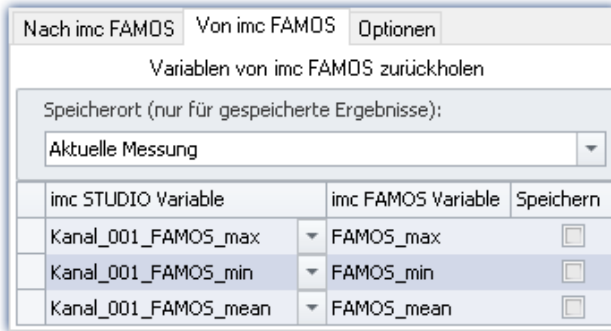 Nach imc FAMOS Von imc FAMOS Optionen
Variablen von imc FAMOS zurückholen
Speicherort (nur für gespeicherte Ergebnisse):
Aktuelle Messung
imc STUDIO Variable imc FAMOS Variable Speichern
Kanal_001_FAMOS_max FAMOS_max
Kanal_001_FAMOS_min FAMOS_min
Kanal_001_FAMOS_mean FAMOS_mean